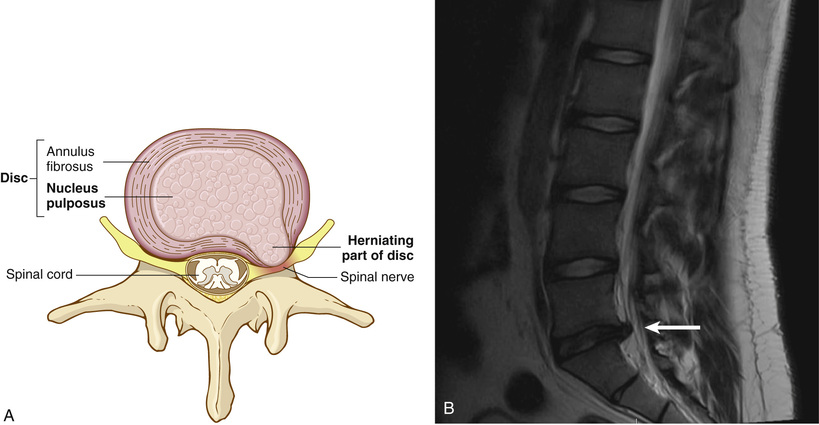 Annulus
fibrosus
Disc
Nucleus
pulposus
Herniating
part of disc
Spinal cord
Spinal nerve
A
B